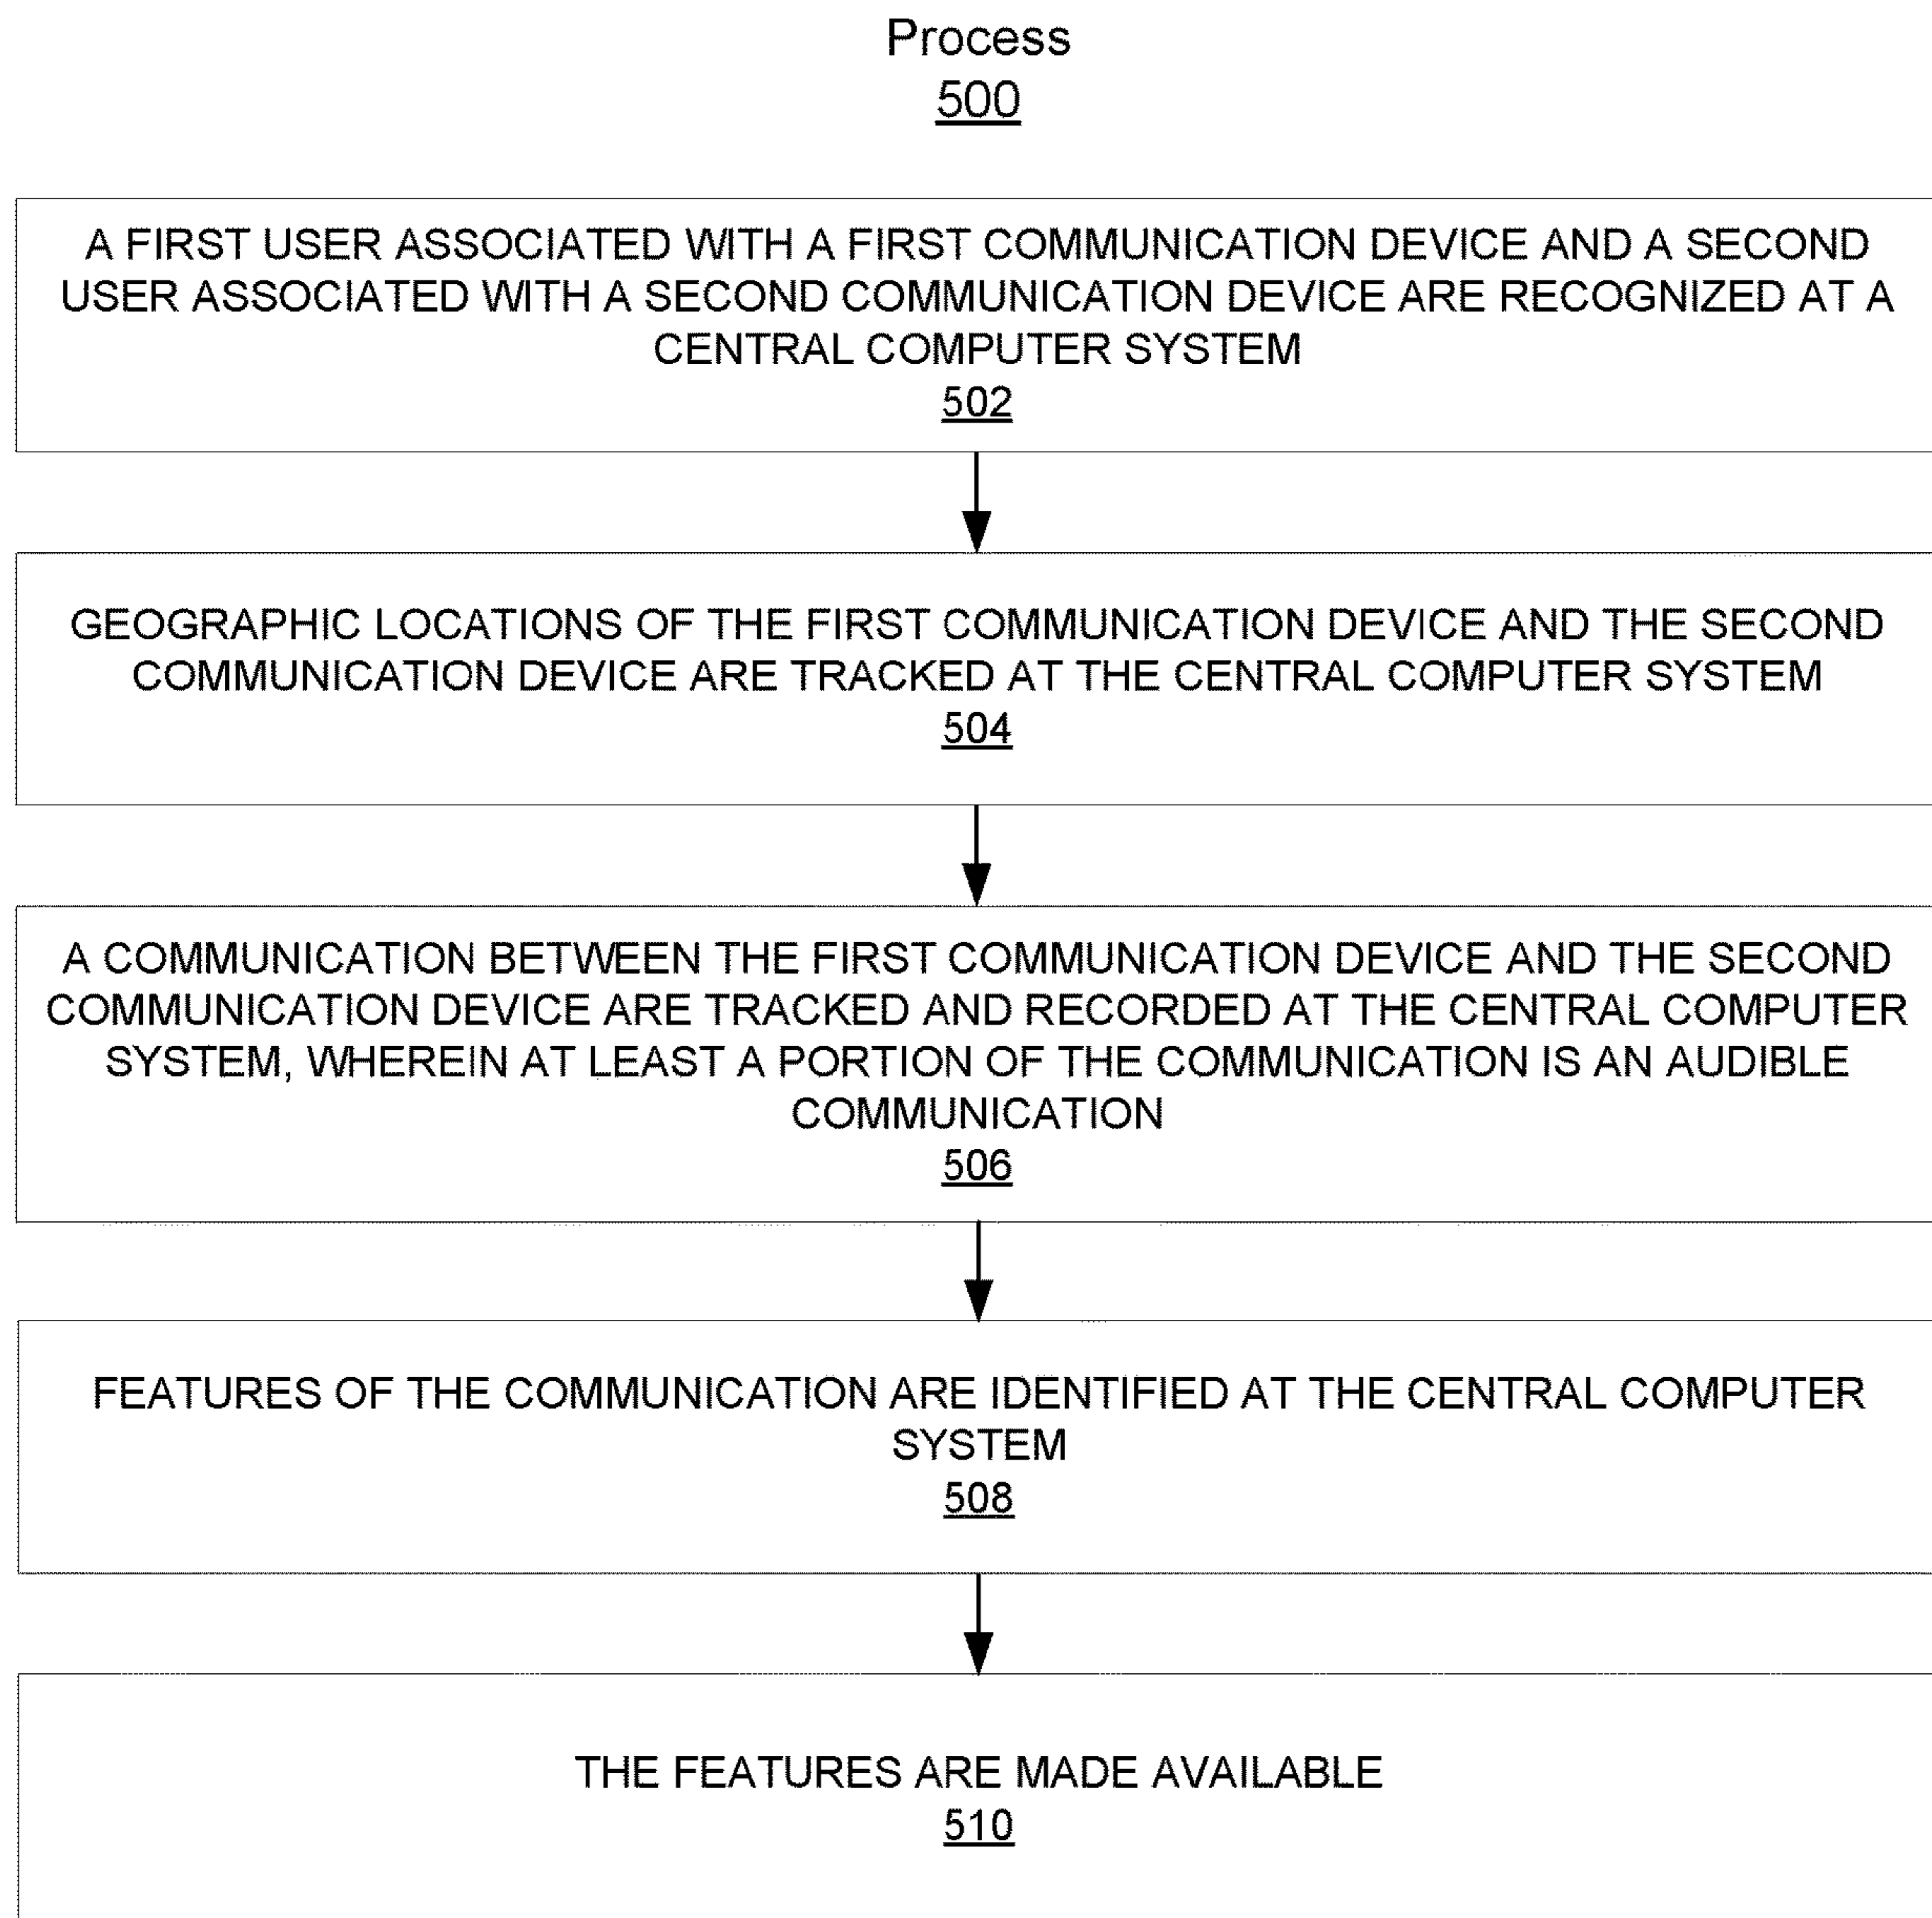 Process
500
A FIRST USER ASSOCIATED WITH A FIRST COMMUNICATION DEVICE AND A SECOND
USER ASSOCIATED WITH A SECOND COMMUNICATION DEVICE ARE RECOGNIZED AT A
CENTRAL COMPUTER SYSTEM
502
GEOGRAPHIC LOCATIONS OF THE FIRST COMMUNICATION DEVICE AND THE SECOND
COMMUNICATION DEVICE ARE TRACKED AT THE CENTRAL COMPUTER SYSTEM
504
A COMMUNICATION BETWEEN THE FIRST COMMUNICATION DEVICE AND THE SECOND
COMMUNICATION DEVICE ARE TRACKED AND RECORDED AT THE CENTRAL COMPUTER
SYSTEM, WHEREIN AT LEAST A PORTION OF THE COMMUNICATION IS AN AUDIBLE
COMMUNICATION
506
FEATURES OF THE COMMUNICATION ARE IDENTIFIED AT THE CENTRAL COMPUTER
SYSTEM
508
THE FEATURES ARE MADE AVAILABLE
510